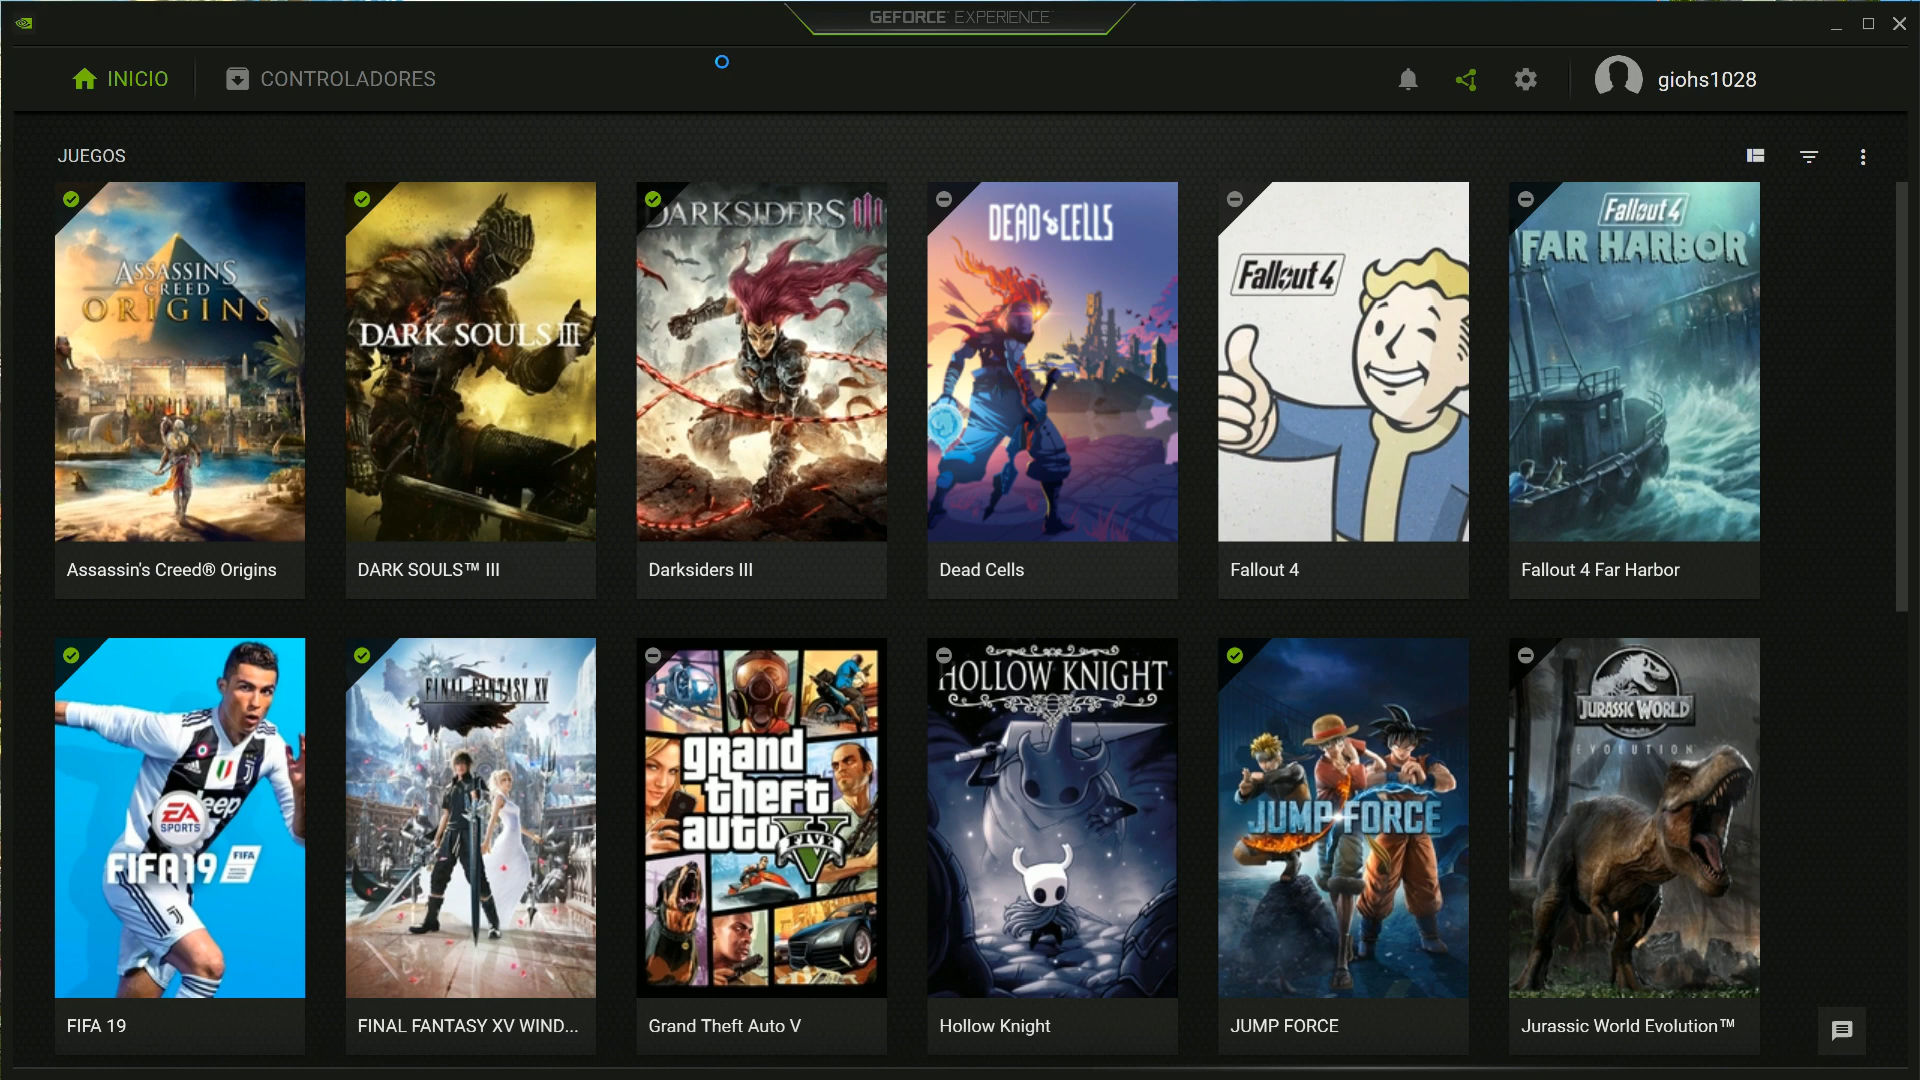 GEFORCE EXPERIENCE
INICIO
CONTROLADORES
giohs1028
JUEGOS
ASSASSIN'S
CREED
ORIGINS
DARK SOULS III
DARKSIDERS III
DEAD CELLS
Fallout 4
Fallout 4
FAR HARBOR
Assassin's Creed® Origins
DARK SOULS™ III
Darksiders III
Dead Cells
Fallout 4
Fallout 4 Far Harbor
Jeep
EA
SPORTS
FIFA 19
FIFA
FINAL FANTASY XV
grand
theft
auto
FIVE
V
HOLLOW KNIGHT
JUMP FORCE
JURASSIC WORLD
EVOLUTION
FIFA 19
FINAL FANTASY XV WIND...
Grand Theft Auto V
Hollow Knight
JUMP FORCE
Jurassic World Evolution™